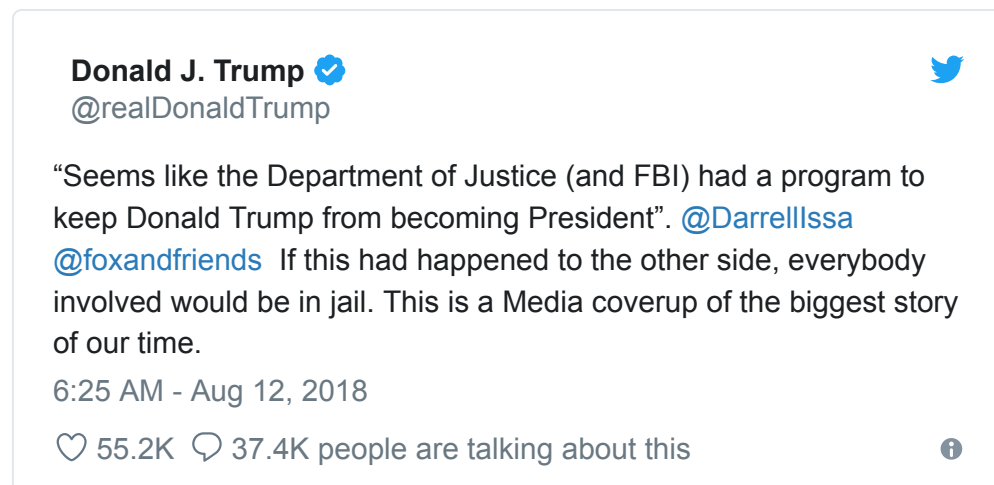 Donald J. Trump
@realDonaldTrump
“Seems like the Department of Justice (and FBI) had a program to
keep Donald Trump from becoming President”. @DarrellIssa
@foxandfriends  If this had happened to the other side, everybody
involved would be in jail. This is a Media coverup of the biggest story
of our time.
6:25 AM - Aug 12, 2018
55.2K 37.4K people are talking about this